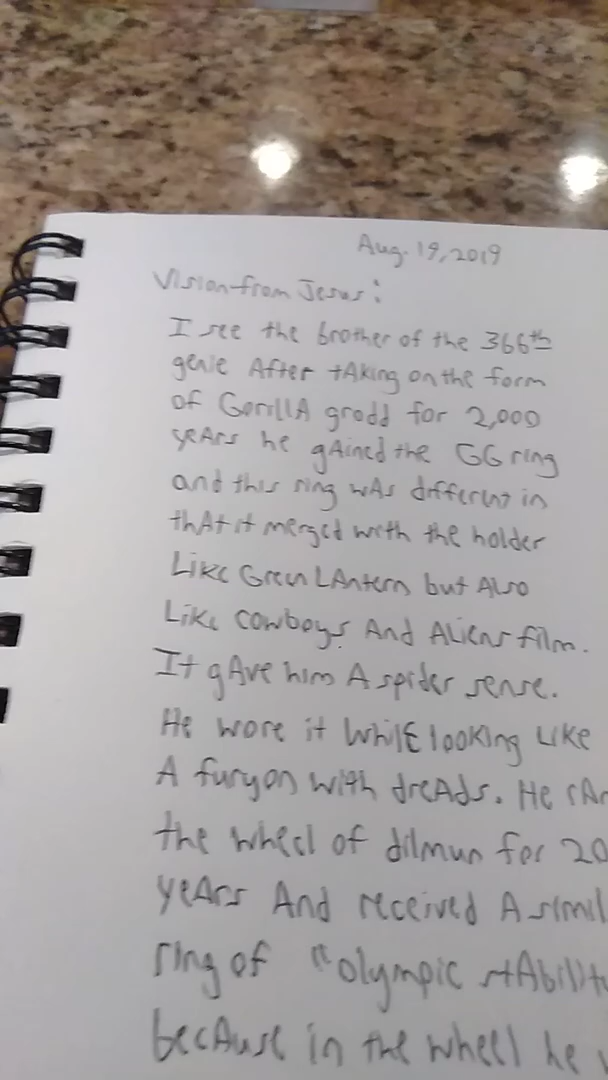 Aug. 19, 2019
Vision from Jesus:
I see the brother of the 366th
genie After tAking on the form
of GorillA grodd for 2,000
yeArs he gAined the GG ring
and this ring wAs different in
thAt it merged with the holder
Like Green LAntern but Also
Like cowboys And Aliens film.
It gAve him A spider sense.
He wore it while looking Like
A furyon with dreAds. He
the wheel of dilmun for 20
yeArs And received A
ring of "olympic
becAuse in the wheel he